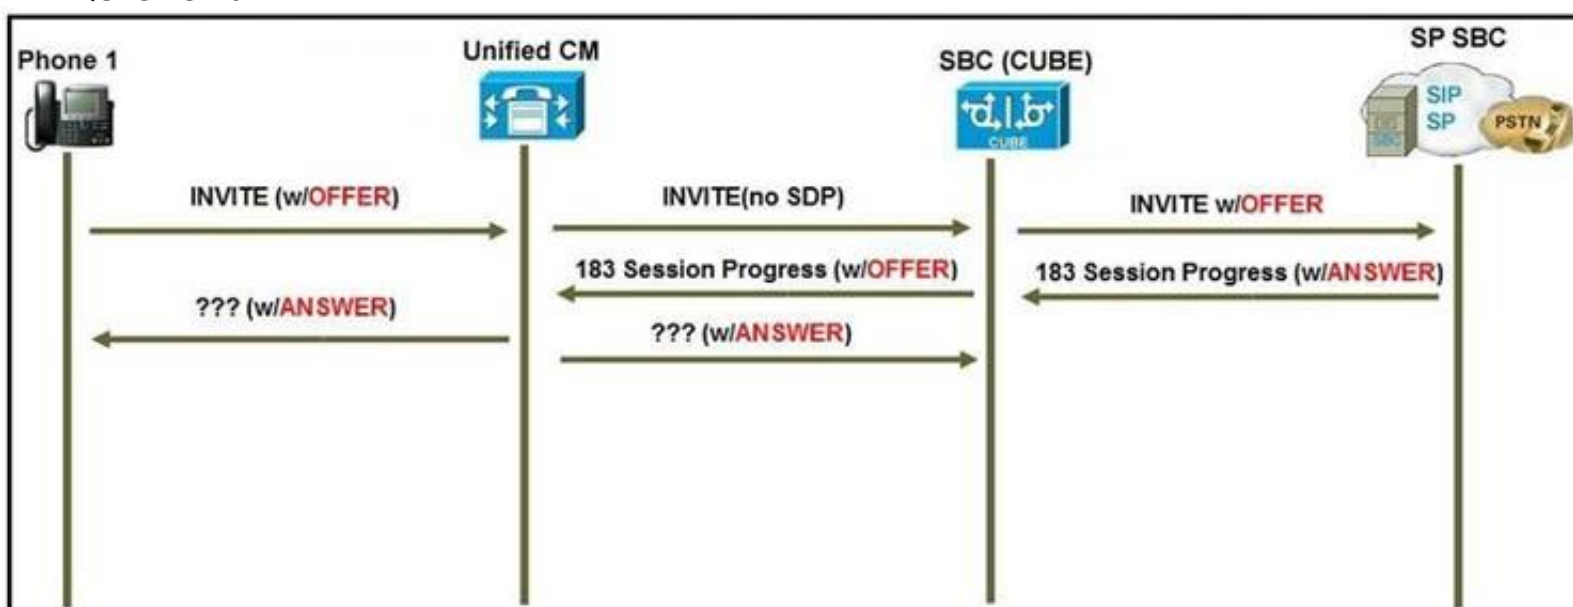 Phone 1
Unified CM
SBC (CUBE)
SP SBC
CUBE
SIP
SP
SBC
PSTN
INVITE (w/OFFER)
INVITE(no SDP)
INVITE w/OFFER
183 Session Progress (w/OFFER)
183 Session Progress (w/ANSWER)
??? (w/ANSWER)
??? (w/ANSWER)